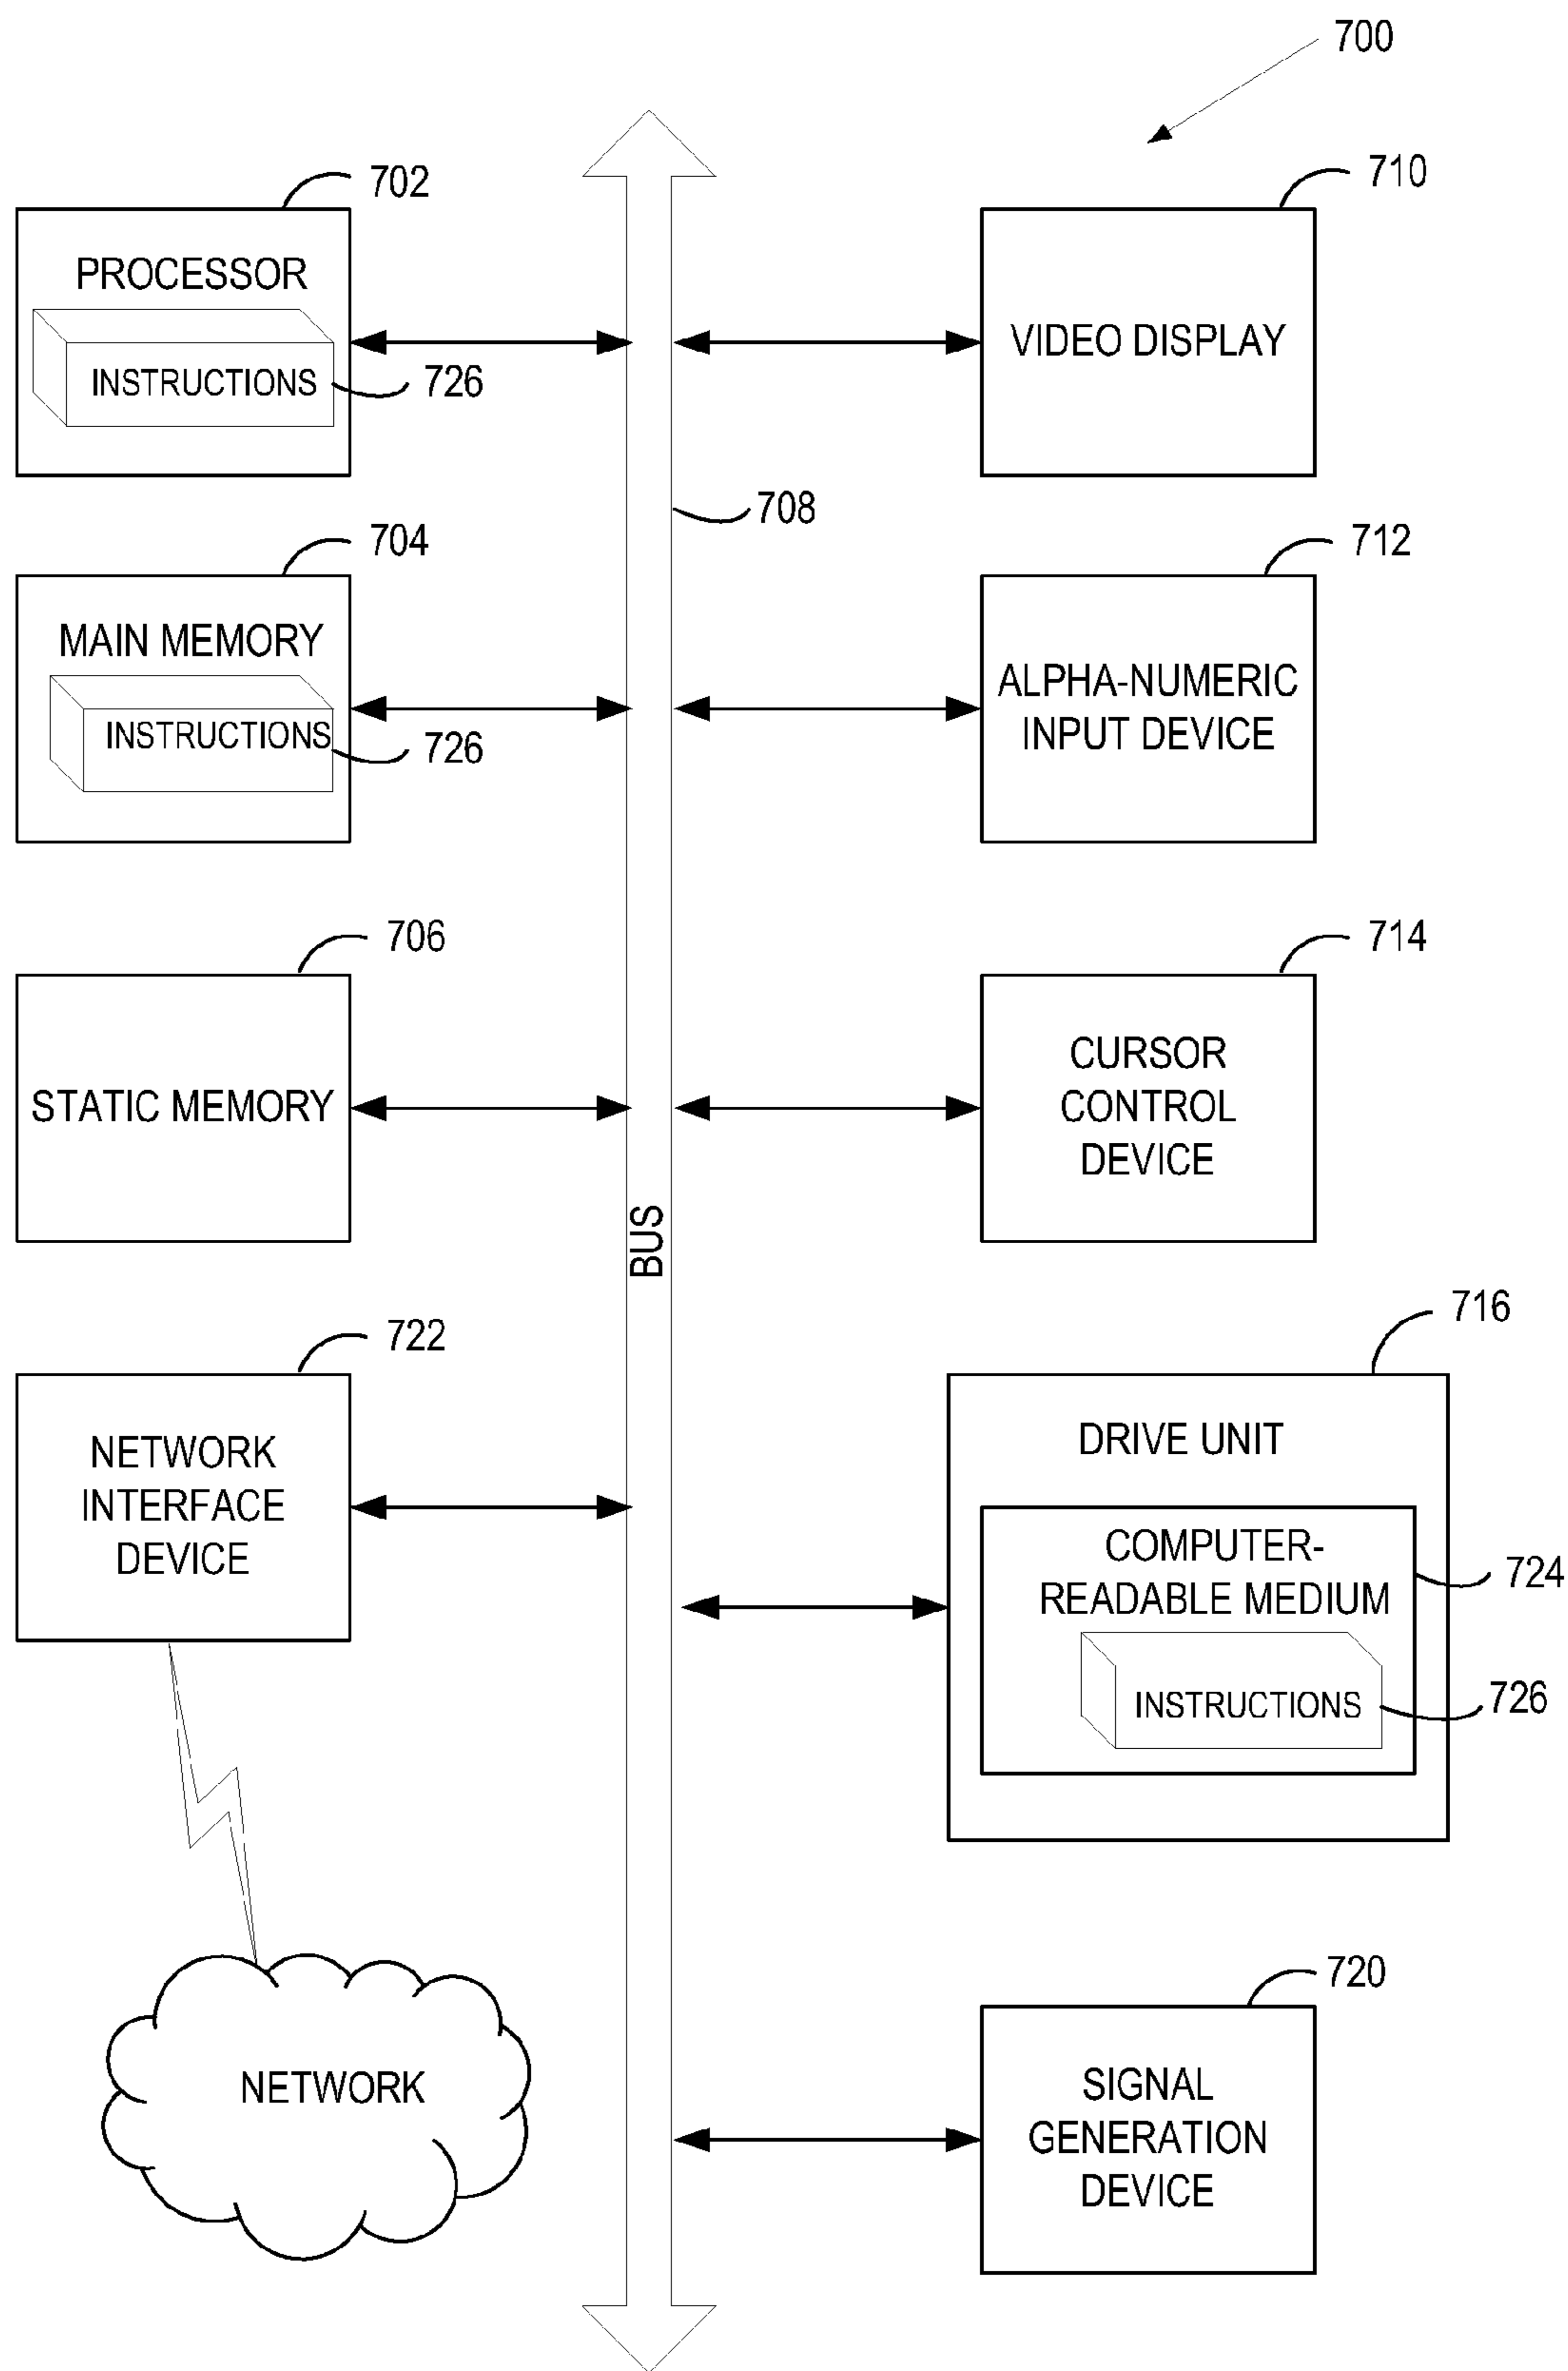 700
702
PROCESSOR
INSTRUCTIONS
726
710
VIDEO DISPLAY
708
704
MAIN MEMORY
INSTRUCTIONS
726
712
ALPHA-NUMERIC
INPUT DEVICE
706
STATIC MEMORY
714
CURSOR
CONTROL
DEVICE
BUS
722
NETWORK
INTERFACE
DEVICE
716
DRIVE UNIT
COMPUTER-
READABLE MEDIUM
724
INSTRUCTIONS
726
NETWORK
720
SIGNAL
GENERATION
DEVICE